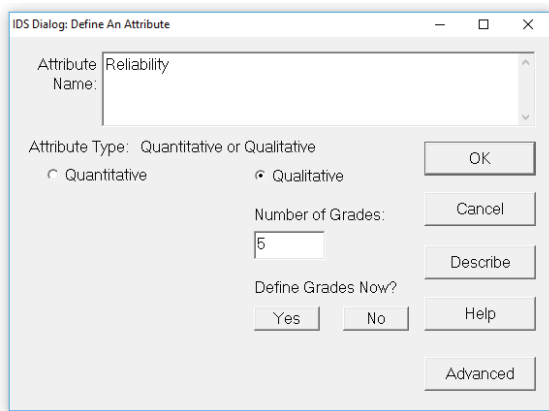 IDS Dialog: Define An Attribute
Attribute Name:
Reliability
Attribute Type: Quantitative or Qualitative
Quantitative
Qualitative
OK
Number of Grades:
Cancel
5
Describe
Define Grades Now?
Yes
No
Help
Advanced